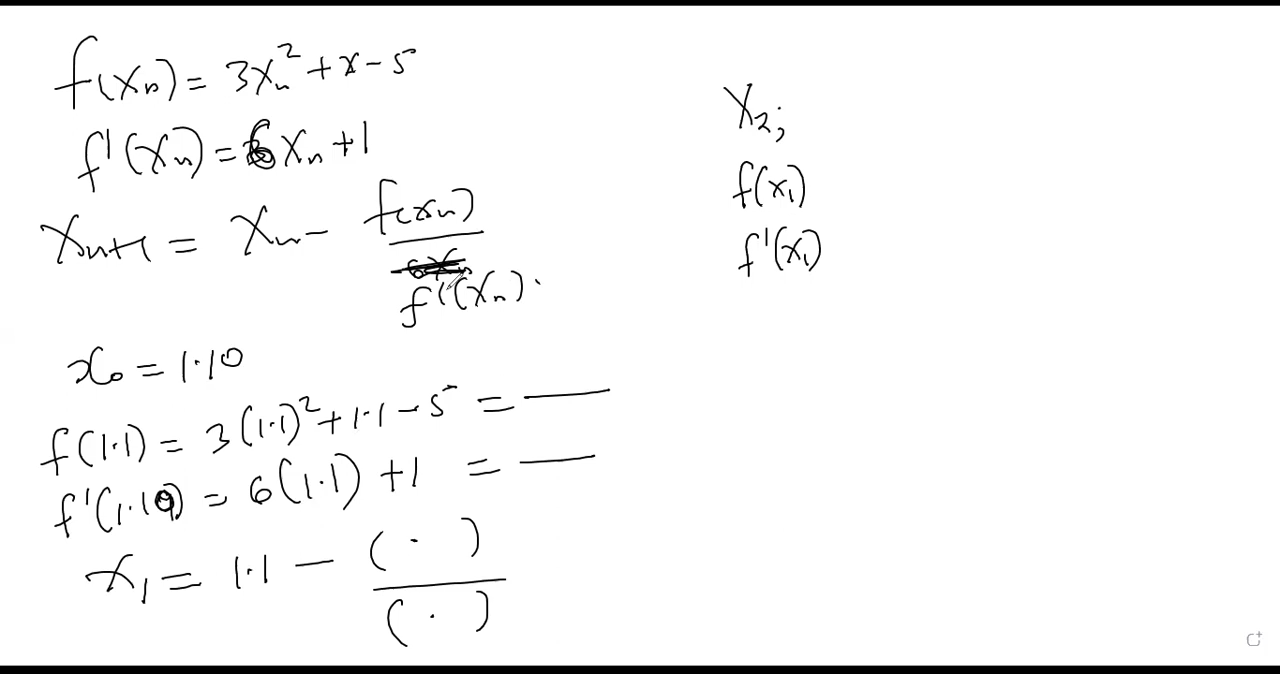 f(xₙ) = 3xₙ² + x - 5
f'(xₙ) = 6xₙ + 1
xₙ₊₁ = xₙ - f(xₙ)
f'(xₙ).
x₀ = 1.10
f(1.1) = 3(1.1)² + 1.1 - 5 = ___
f'(1.10) = 6(1.1) + 1 = ___
x₁ = 1.1 - ( . )
( . )
x₂;
f(x₁)
f'(x₁)